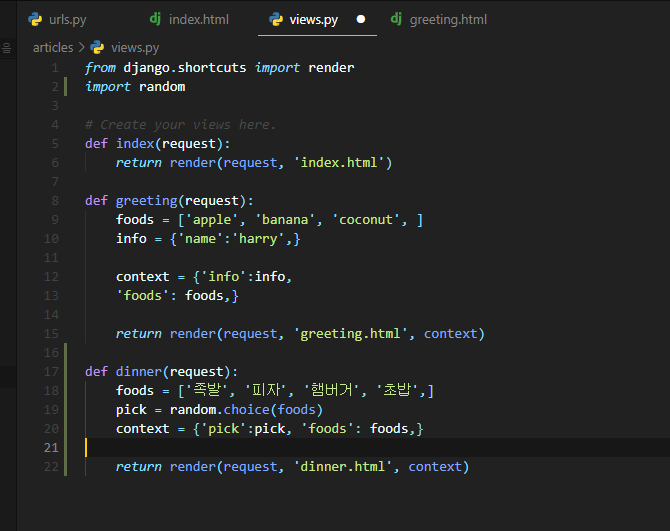 urls.py index.html views.py greeting.html
을
articles > views.py
1 from django.shortcuts import render
2 import random
3
4 # Create your views here.
5 def index(request):
6     return render(request, 'index.html')
7
8 def greeting(request):
9     foods = ['apple', 'banana', 'coconut', ]
10     info = {'name':'harry',}
11
12     context = {'info':info,
13     'foods': foods,}
14
15     return render(request, 'greeting.html', context)
16
17 def dinner(request):
18     foods = ['족발', '피자', '햄버거', '초밥',]
19     pick = random.choice(foods)
20     context = {'pick':pick, 'foods': foods,}
21
22     return render(request, 'dinner.html', context)